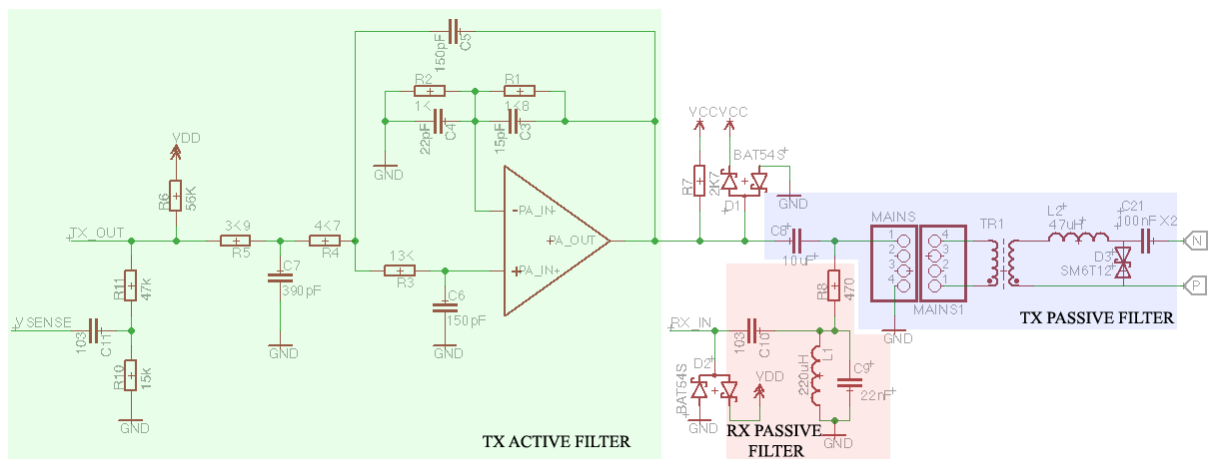 150pF
C5
R2
1K
R1
1K8
22pF
C4
15pF
C3
GND
VDD
R6
56K
TX_OUT
3K9
R5
4K7
R4
13K
R3
C7
390pF
GND
C6
150pF
GND
-PA_IN-
PA_OUT
+PA_IN+
R11
47k
VSENSE
103
C11
R10
15k
GND
TX ACTIVE FILTER
VCC
VCC
R7
2K7
BAT54S
D1
GND
C8
10uF
MAINS
1
2
3
4
GND
4
3
2
1
MAINS1
TR1
L2
47uH
C21
100nF X2
D3
SM6T12
N
P
TX PASSIVE FILTER
R8
470
RX_IN
103
C10
D2
BAT54S
GND
VDD
L1
220uH
C9
22nF
GND
RX PASSIVE
FILTER